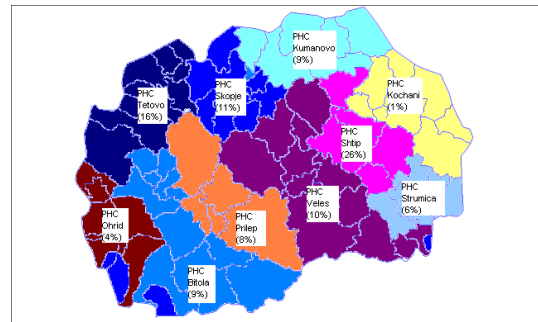 PHC
Kumanovo
(9%)
PHC
Tetovo
(16%)
PHC
Skopje
(11%)
PHC
Kochani
(1%)
PHC
Shtip
(26%)
PHC
Strumica
(6%)
PHC
Veles
(10%)
PHC
Ohrid
(4%)
PHC
Prilep
(8%)
PHC
Bitola
(9%)